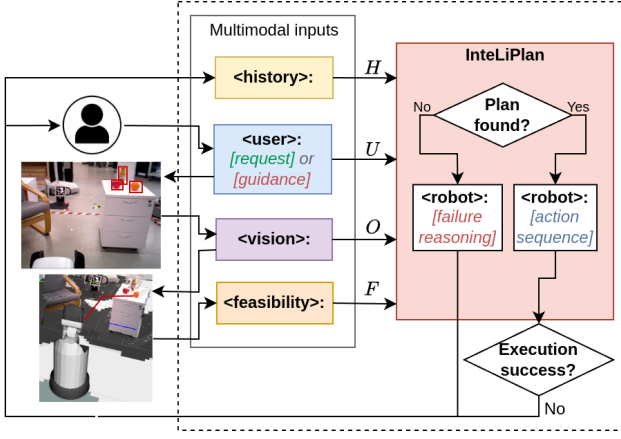 Multimodal inputs
<history>:
H
<user>:
[request] or
[guidance]
U
<vision>:
O
<feasibility>:
F
InteLiPlan
No
Plan
found?
Yes
<robot>:
[failure
reasoning]
<robot>:
[action
sequence]
Execution
success?
No